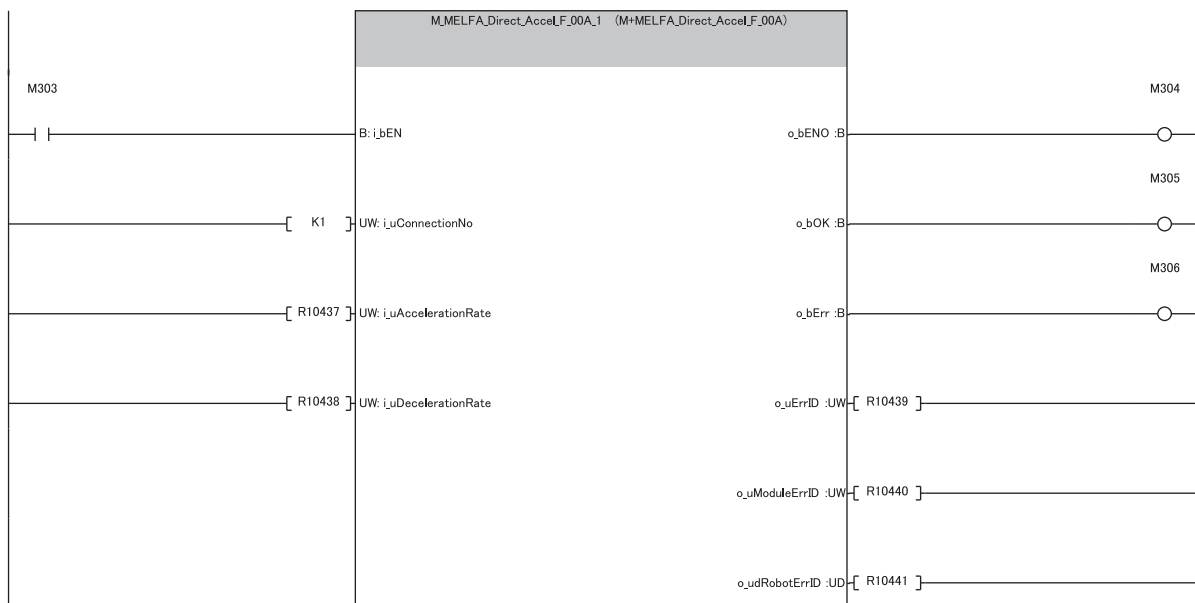 M_MELFA_Direct_Accel_F_00A_1 (M+MELFA_Direct_Accel_F_00A)
M303 M304
B: i_bEN o_bENO :B
M305
[ K1 ] UW: i_uConnectionNo o_bOK :B
M306
[ R10437 ] UW: i_uAccelerationRate o_bErr :B
[ R10438 ] UW: i_uDecelerationRate o_uErrID :UW [ R10439 ]
o_uModuleErrID :UW [ R10440 ]
o_udRobotErrID :UD [ R10441 ]